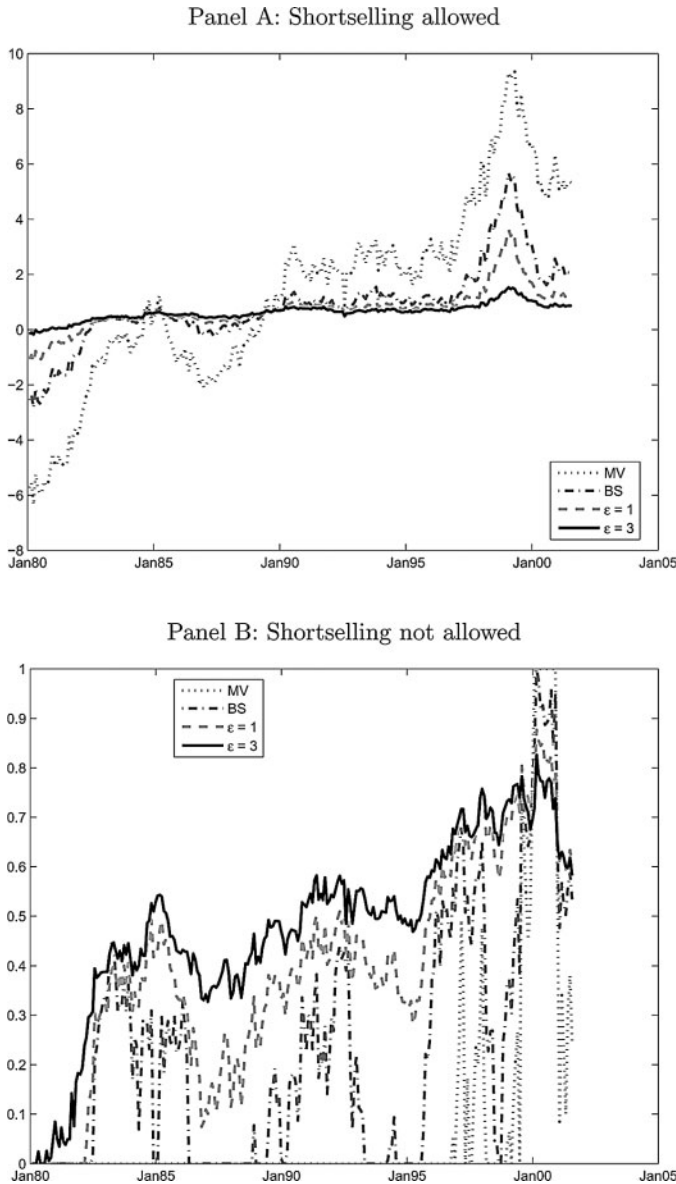 Panel A: Shortselling allowed
10
8
6
4
2
0
−2
−4
−6
−8
MV
BS
ε = 1
ε = 3
Jan80 Jan85 Jan90 Jan95 Jan00 Jan05
Panel B: Shortselling not allowed
1
MV
BS
ε = 1
ε = 3
0.9
0.8
0.7
0.6
0.5
0.4
0.3
0.2
0.1
0
Jan80 Jan85 Jan90 Jan95 Jan00 Jan05